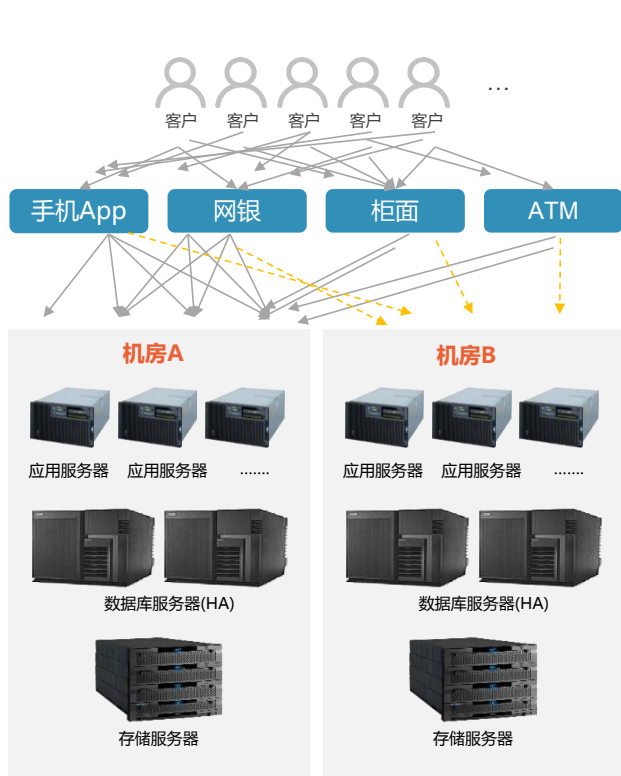 客户 客户 客户 客户 客户 ...
手机App 网银 柜面 ATM
机房A 机房B
应用服务器 应用服务器 ....... 应用服务器 应用服务器 .......
数据库服务器(HA) 数据库服务器(HA)
存储服务器 存储服务器